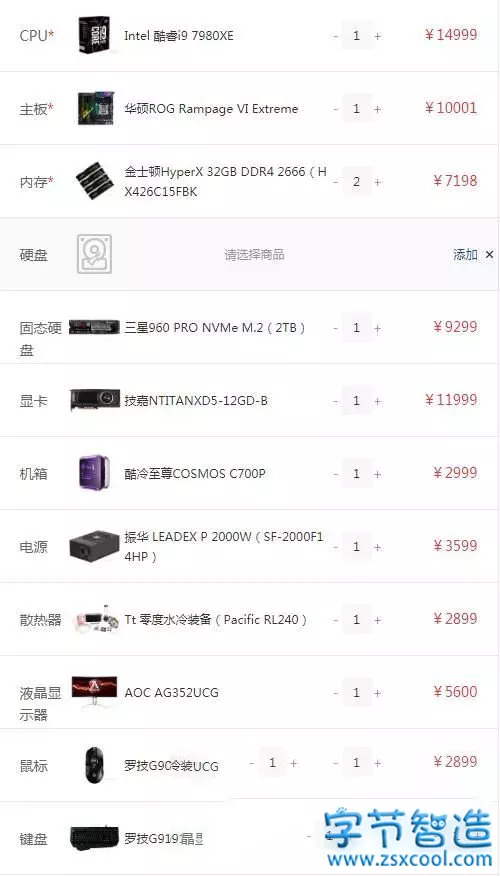 CPU* Intel 酷睿i9 7980XE - 1 + ￥14999
主板* 华硕ROG Rampage VI Extreme - 1 + ￥10001
内存* 金士顿HyperX 32GB DDR4 2666（H
X426C15FBK - 2 + ￥7198
硬盘 请选择商品 添加 ×
固态硬
盘 三星960 PRO NVMe M.2（2TB） - 1 + ￥9299
显卡 技嘉NTITANXD5-12GD-B - 1 + ￥11999
机箱 酷冷至尊COSMOS C700P - 1 + ￥2999
电源 振华 LEADEX P 2000W（SF-2000F1
4HP） - 1 + ￥3599
散热器 Tt 零度水冷装备（Pacific RL240） - 1 + ￥2899
液晶显
示器 AOC AG352UCG - 1 + ￥5600
鼠标 罗技G90冷装UCG - 1 + - 1 + ￥2899
键盘 罗技G919
字节智造
www.zsxcool.com